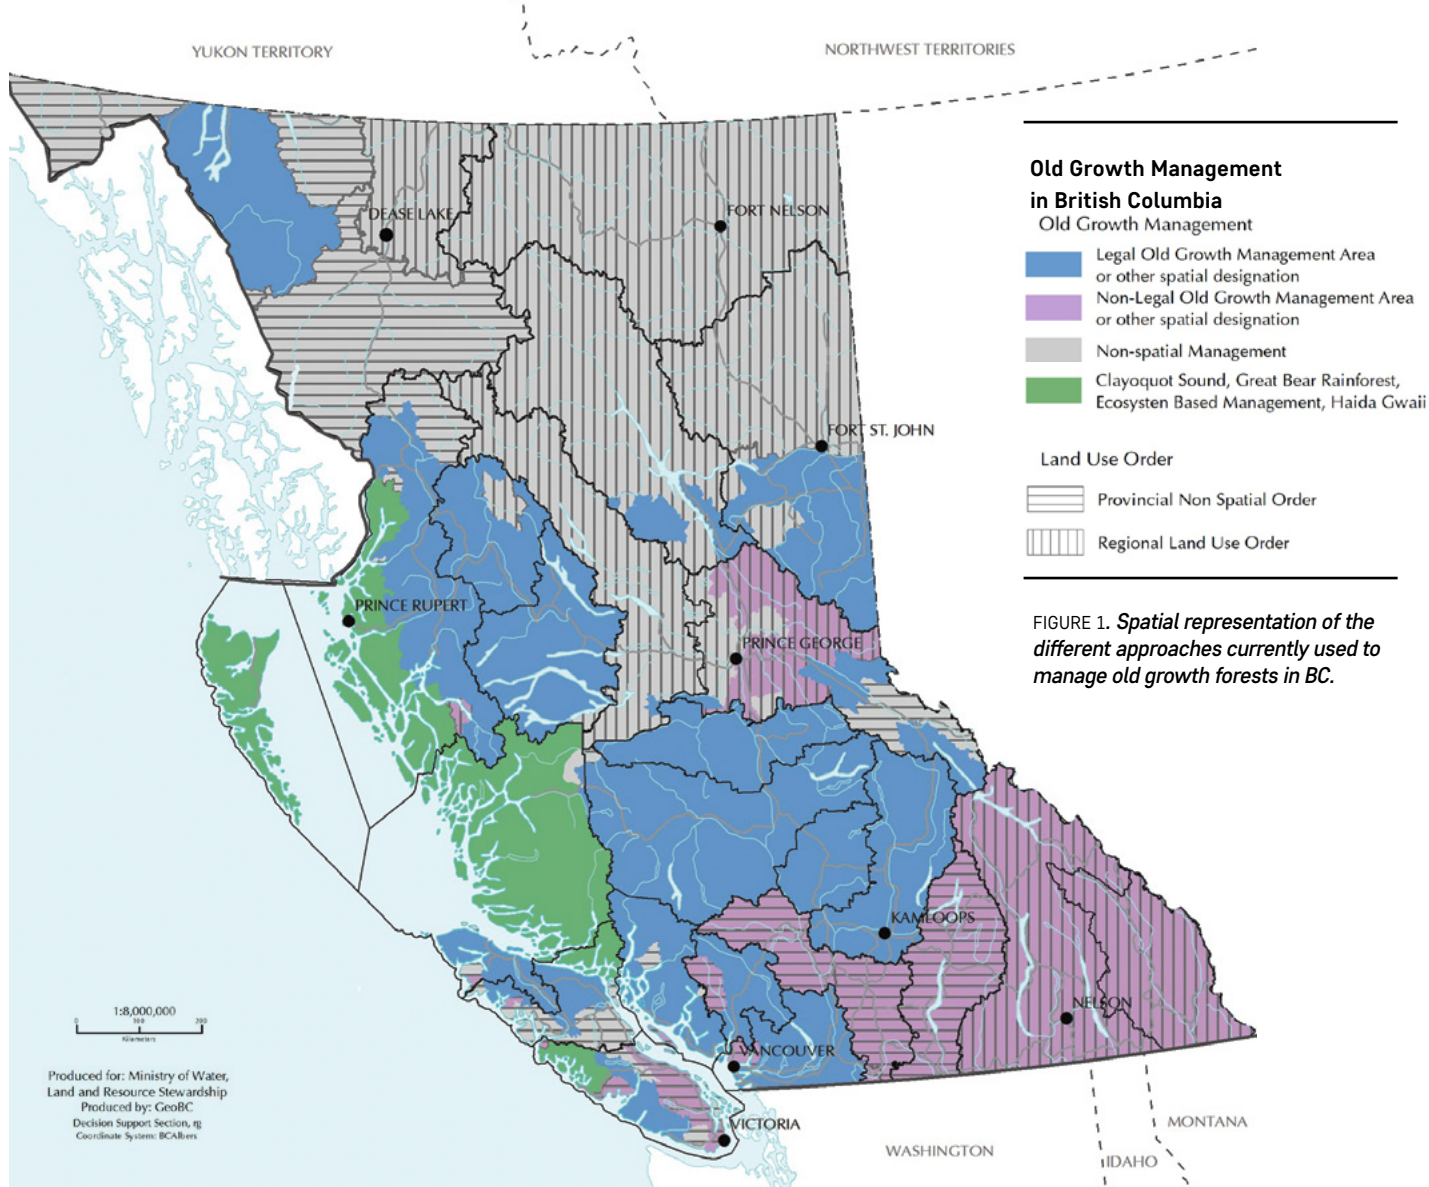 YUKON TERRITORY
NORTHWEST TERRITORIES
Old Growth Management
in British Columbia
Old Growth Management
Legal Old Growth Management Area
or other spatial designation
Non-Legal Old Growth Management Area
or other spatial designation
Non-spatial Management
Clayoquot Sound, Great Bear Rainforest,
Ecosysten Based Management, Haida Gwaii
Land Use Order
Provincial Non Spatial Order
Regional Land Use Order
FIGURE 1. Spatial representation of the
different approaches currently used to
manage old growth forests in BC.
DEASE LAKE
FORT NELSON
FORT ST. JOHN
PRINCE RUPERT
PRINCE GEORGE
KAMLOOPS
NELSON
VANCOUVER
VICTORIA
WASHINGTON
IDAHO
MONTANA
1:8,000,000
0 100 200
Kilometers
Produced for: Ministry of Water,
Land and Resource Stewardship
Produced by: GeoBC
Decision Support Section, rg
Coordinate System: BCAlbers